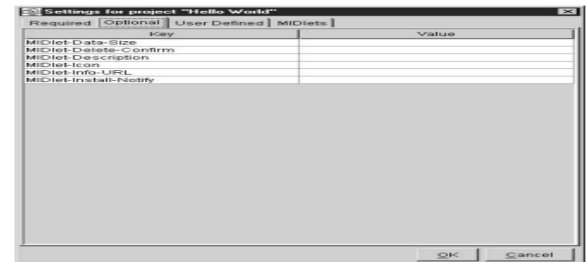 Settings for project "Hello World"
Required Optional User Defined MIDlets
Key Value
MIDlet-Data-Size
MIDlet-Delete-Confirm
MIDlet-Description
MIDlet-Icon
MIDlet-Info-URL
MIDlet-Install-Notify
OK Cancel